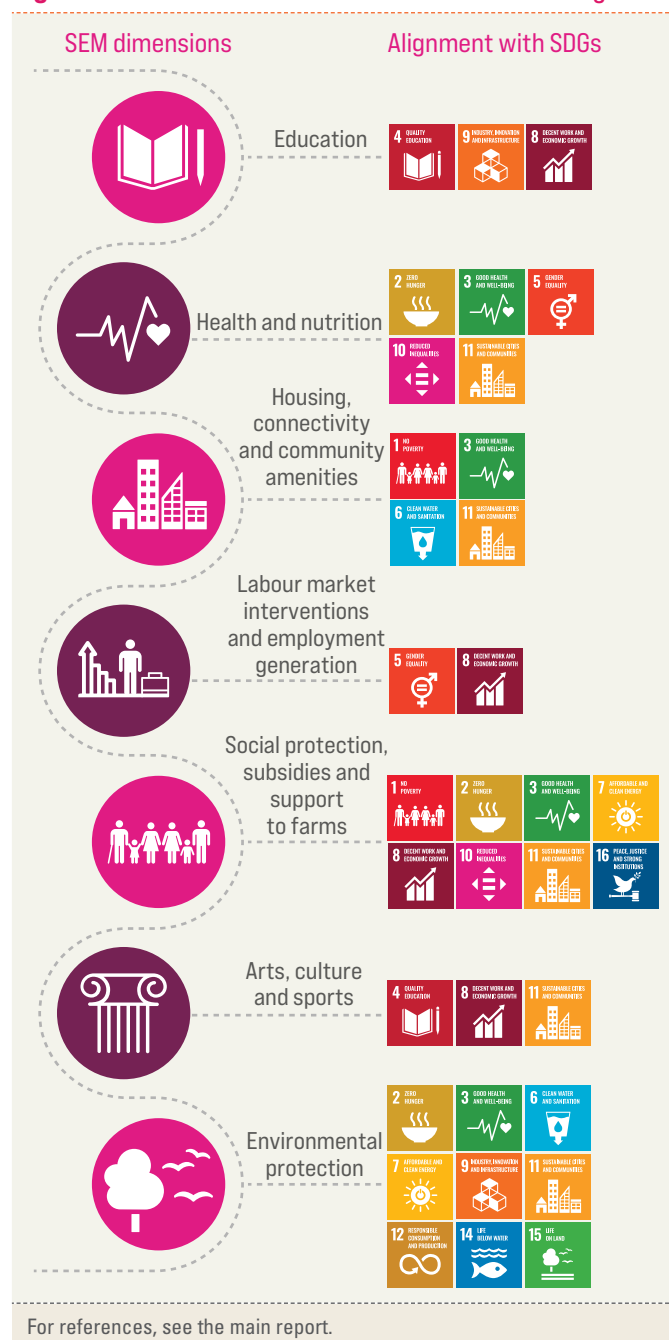 SEM dimensions
Alignment with SDGs
Education
4 QUALITY
EDUCATION
9 INDUSTRY, INNOVATION
AND INFRASTRUCTURE
8 DECENT WORK AND
ECONOMIC GROWTH
Health and nutrition
2 ZERO
HUNGER
3 GOOD HEALTH
AND WELL-BEING
5 GENDER
EQUALITY
10 REDUCED
INEQUALITIES
11 SUSTAINABLE CITIES
AND COMMUNITIES
Housing,
connectivity
and community
amenities
1 NO
POVERTY
3 GOOD HEALTH
AND WELL-BEING
6 CLEAN WATER
AND SANITATION
11 SUSTAINABLE CITIES
AND COMMUNITIES
Labour market
interventions
and employment
generation
5 GENDER
EQUALITY
8 DECENT WORK AND
ECONOMIC GROWTH
Social protection,
subsidies and
support
to farms
1 NO
POVERTY
2 ZERO
HUNGER
3 GOOD HEALTH
AND WELL-BEING
7 AFFORDABLE AND
CLEAN ENERGY
8 DECENT WORK AND
ECONOMIC GROWTH
10 REDUCED
INEQUALITIES
11 SUSTAINABLE CITIES
AND COMMUNITIES
16 PEACE, JUSTICE
AND STRONG
INSTITUTIONS
Arts, culture
and sports
4 QUALITY
EDUCATION
8 DECENT WORK AND
ECONOMIC GROWTH
11 SUSTAINABLE CITIES
AND COMMUNITIES
Environmental
protection
2 ZERO
HUNGER
3 GOOD HEALTH
AND WELL-BEING
6 CLEAN WATER
AND SANITATION
7 AFFORDABLE AND
CLEAN ENERGY
9 INDUSTRY, INNOVATION
AND INFRASTRUCTURE
11 SUSTAINABLE CITIES
AND COMMUNITIES
12 RESPONSIBLE
CONSUMPTION
AND PRODUCTION
14 LIFE
BELOW WATER
15 LIFE
ON LAND
For references, see the main report.